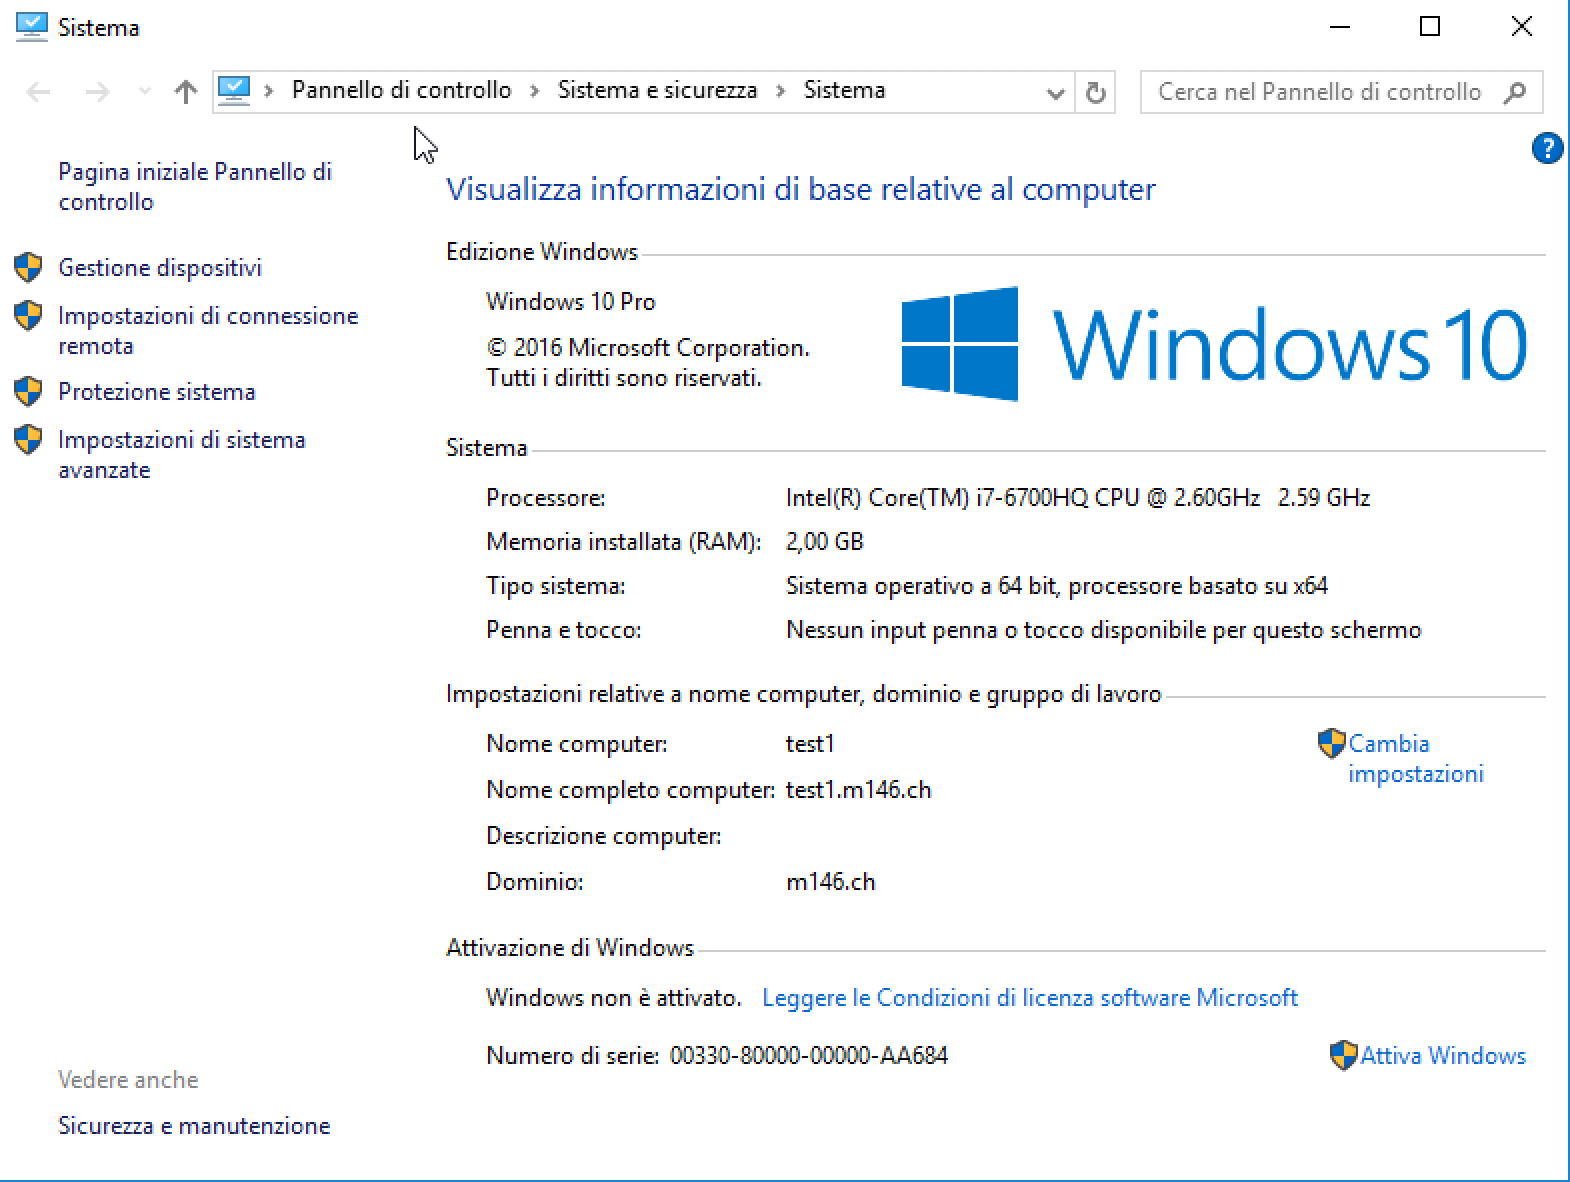 Sistema
Pannello di controllo › Sistema e sicurezza › Sistema
Cerca nel Pannello di controllo
?
Pagina iniziale Pannello di
controllo
Gestione dispositivi
Impostazioni di connessione
remota
Protezione sistema
Impostazioni di sistema
avanzate
Vedere anche
Sicurezza e manutenzione
Visualizza informazioni di base relative al computer
Edizione Windows
Windows 10 Pro
© 2016 Microsoft Corporation.
Tutti i diritti sono riservati.
Windows 10
Sistema
Processore: Intel(R) Core(TM) i7-6700HQ CPU @ 2.60GHz 2.59 GHz
Memoria installata (RAM): 2,00 GB
Tipo sistema: Sistema operativo a 64 bit, processore basato su x64
Penna e tocco: Nessun input penna o tocco disponibile per questo schermo
Impostazioni relative a nome computer, dominio e gruppo di lavoro
Nome computer: test1
Cambia
impostazioni
Nome completo computer: test1.m146.ch
Descrizione computer:
Dominio: m146.ch
Attivazione di Windows
Windows non è attivato. Leggere le Condizioni di licenza software Microsoft
Numero di serie: 00330-80000-00000-AA684
Attiva Windows